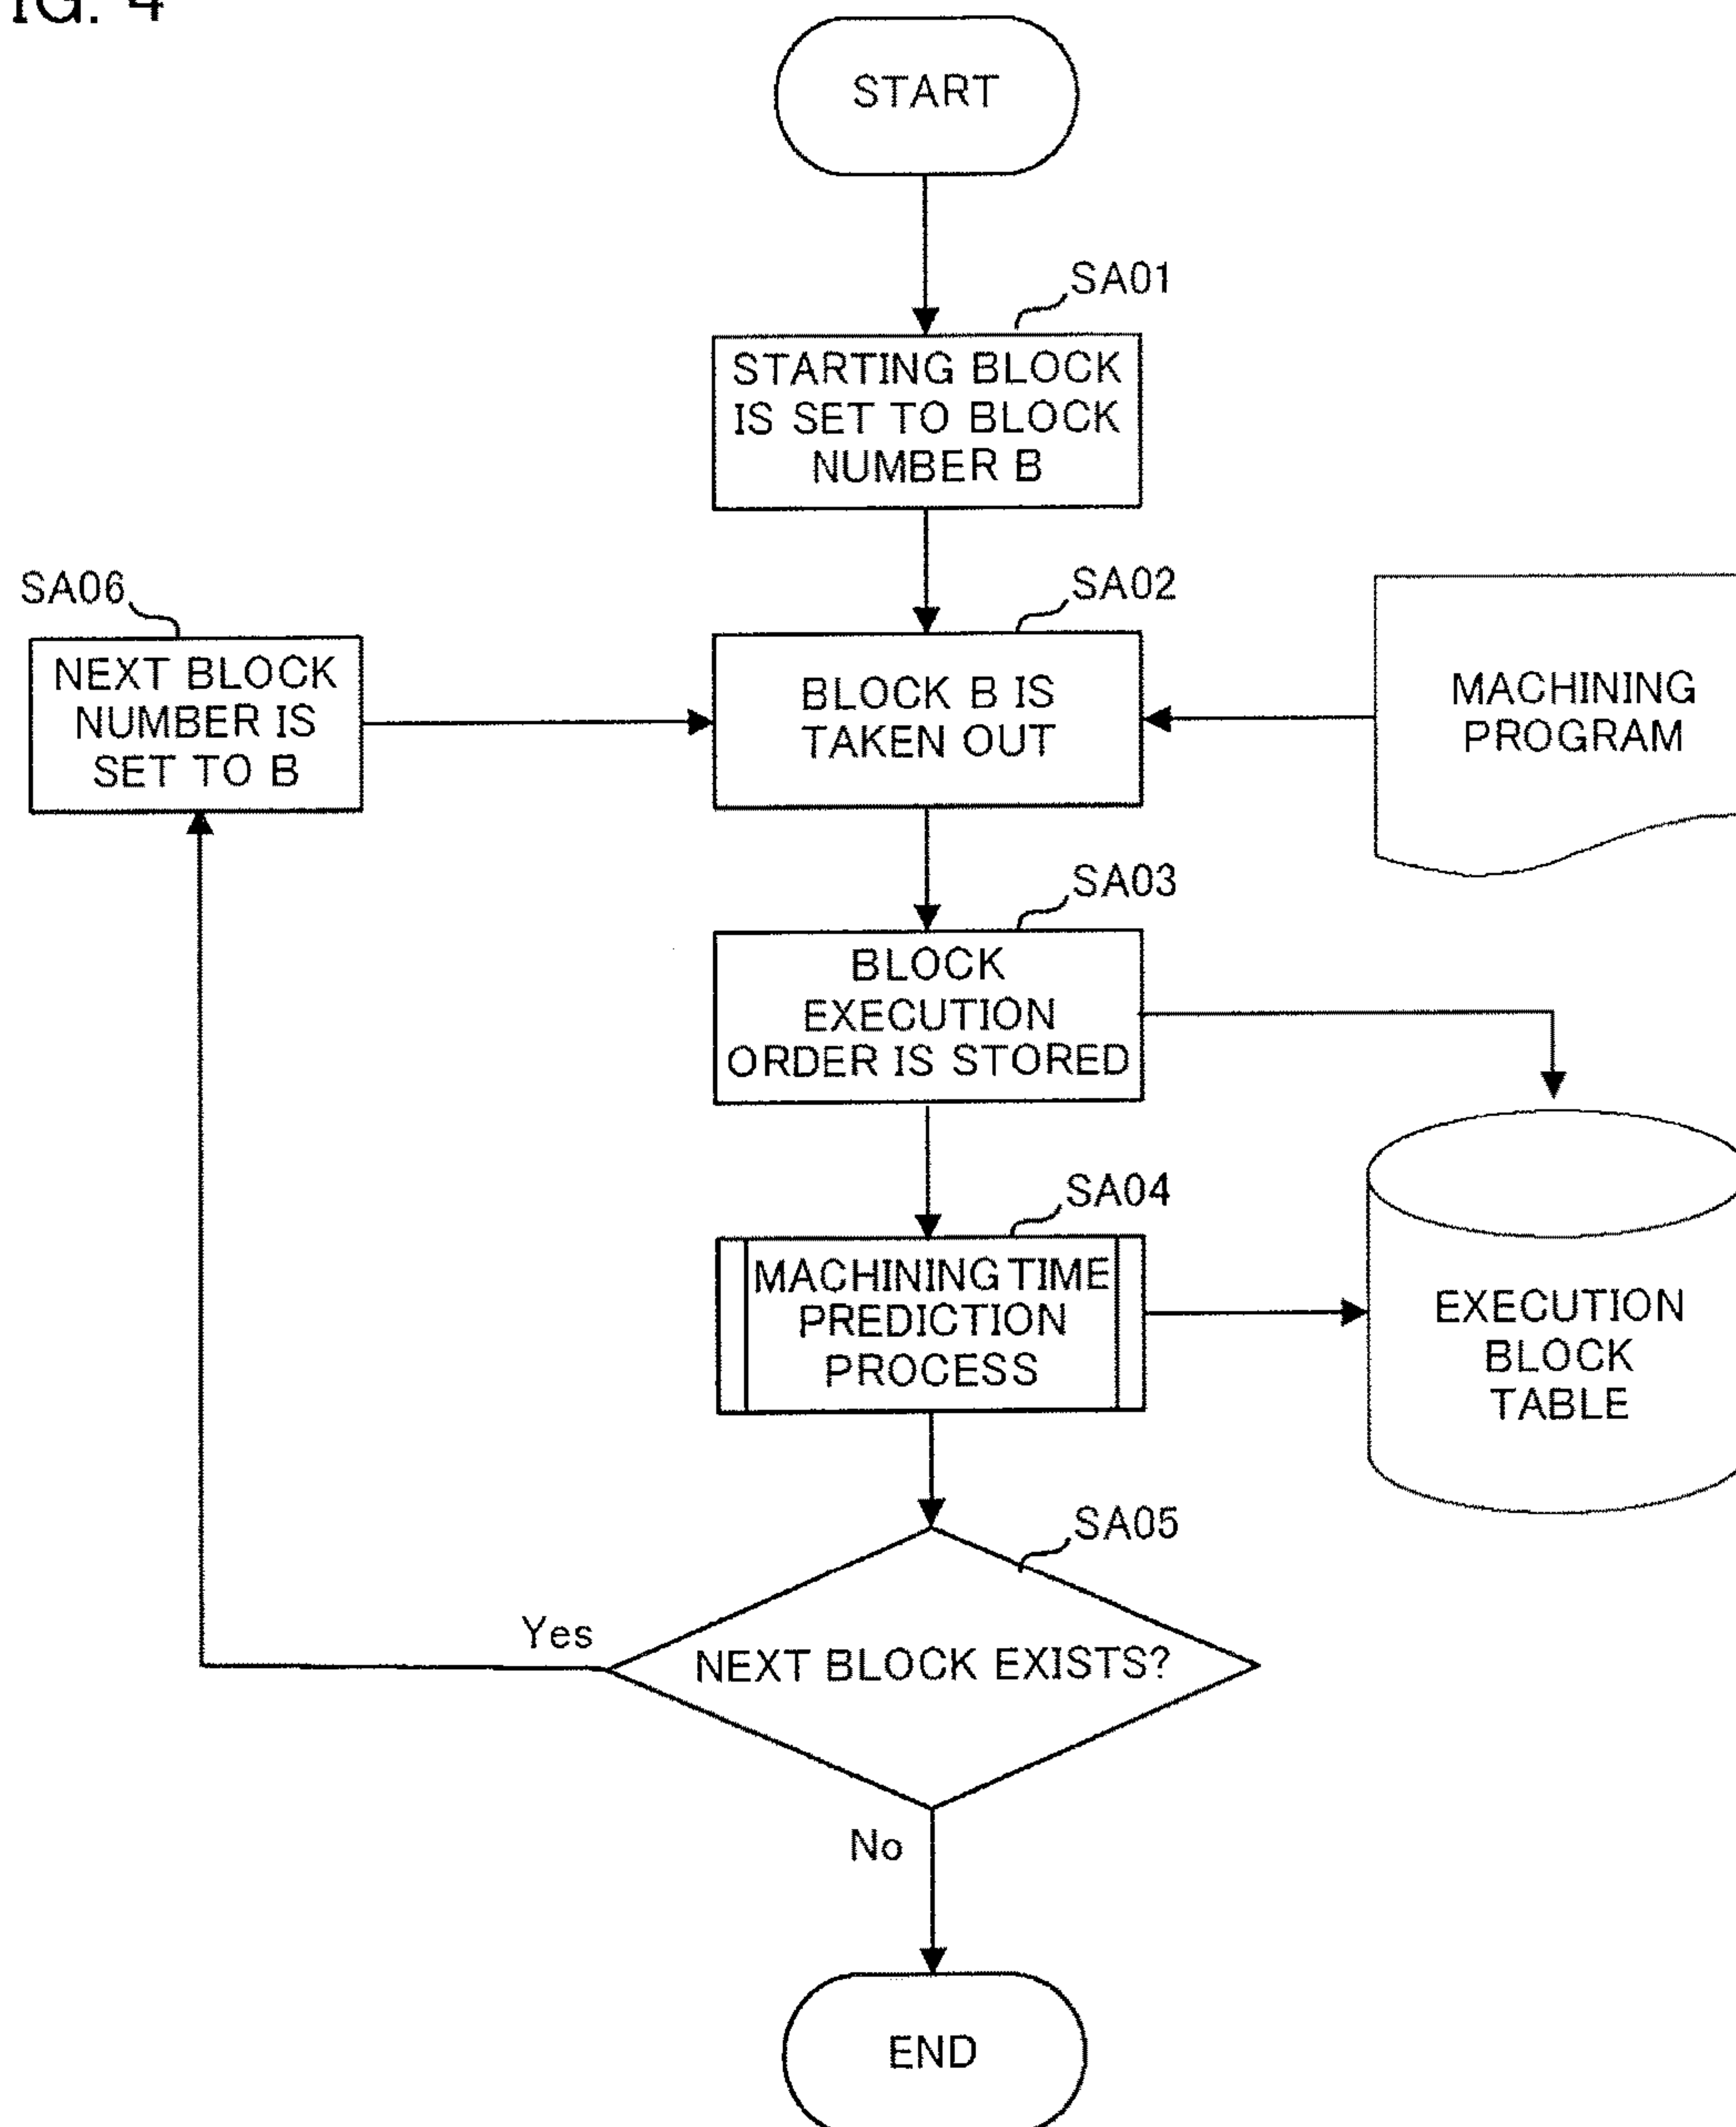 IG. 4
START
SA01
STARTING BLOCK
IS SET TO BLOCK
NUMBER B
SA06
NEXT BLOCK
NUMBER IS
SET TO B
SA02
BLOCK B IS
TAKEN OUT
MACHINING
PROGRAM
SA03
BLOCK
EXECUTION
ORDER IS STORED
SA04
MACHINING TIME
PREDICTION
PROCESS
EXECUTION
BLOCK
TABLE
SA05
Yes
NEXT BLOCK EXISTS?
No
END